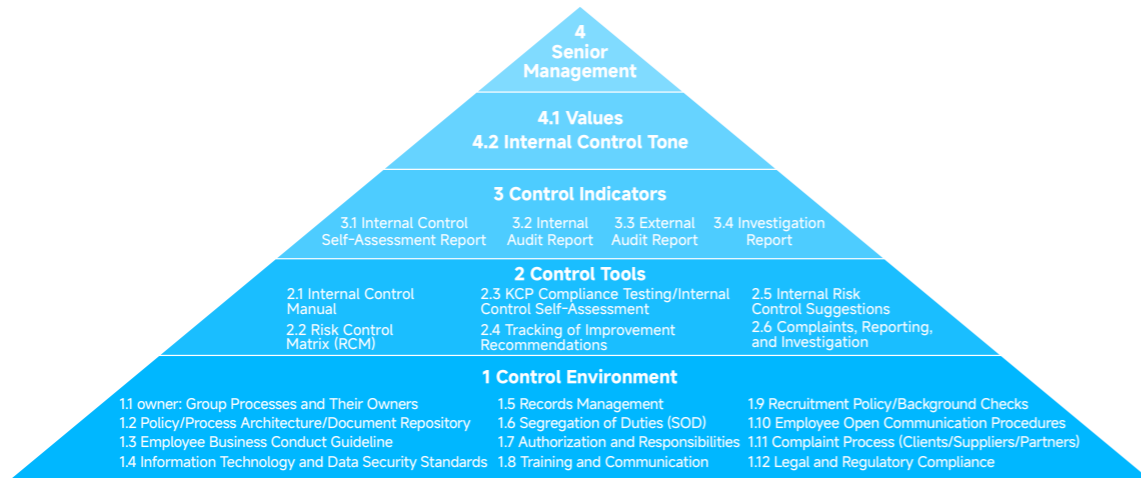 4
Senior
Management
4.1 Values
4.2 Internal Control Tone
3 Control Indicators
3.1 Internal Control
Self-Assessment Report
3.2 Internal
Audit Report
3.3 External
Audit Report
3.4 Investigation
Report
2 Control Tools
2.1 Internal Control
Manual
2.2 Risk Control
Matrix (RCM)
2.3 KCP Compliance Testing/Internal
Control Self-Assessment
2.4 Tracking of Improvement
Recommendations
2.5 Internal Risk
Control Suggestions
2.6 Complaints, Reporting,
and Investigation
1 Control Environment
1.1 owner: Group Processes and Their Owners
1.2 Policy/Process Architecture/Document Repository
1.3 Employee Business Conduct Guideline
1.4 Information Technology and Data Security Standards
1.5 Records Management
1.6 Segregation of Duties (SOD)
1.7 Authorization and Responsibilities
1.8 Training and Communication
1.9 Recruitment Policy/Background Checks
1.10 Employee Open Communication Procedures
1.11 Complaint Process (Clients/Suppliers/Partners)
1.12 Legal and Regulatory Compliance